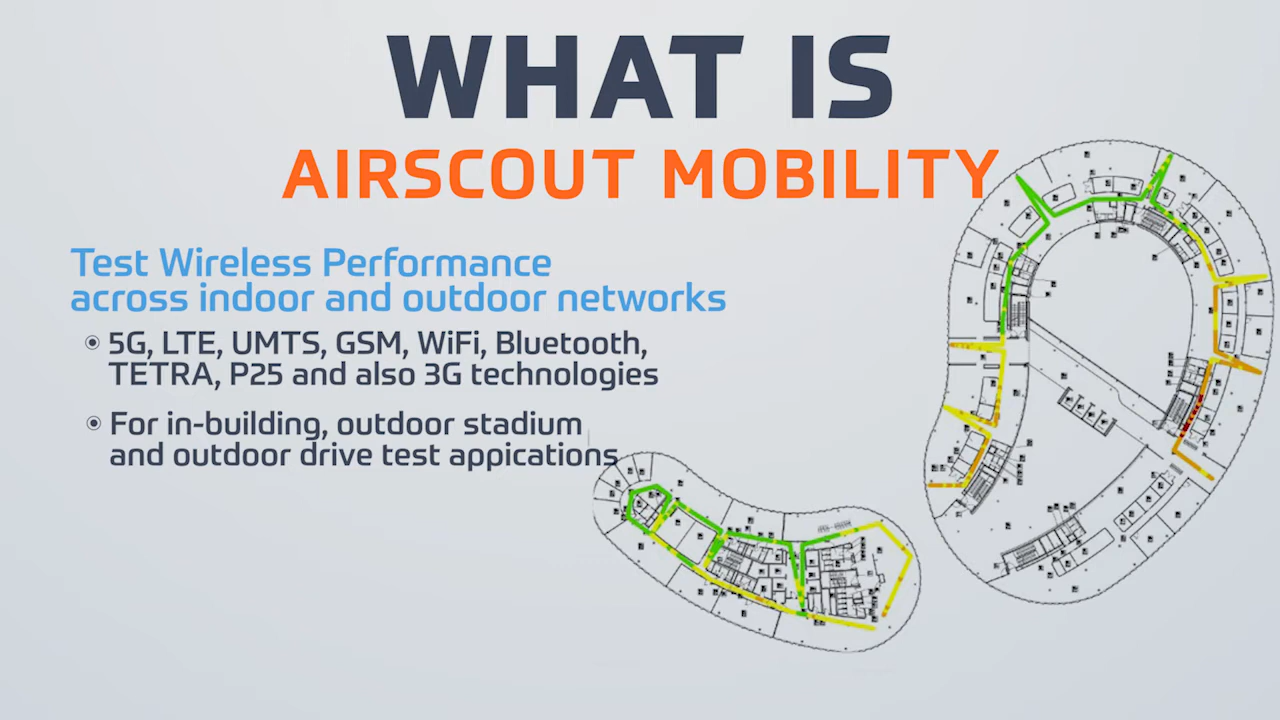 WHAT IS
AIRSCOUT MOBILITY
Test Wireless Performance
across indoor and outdoor networks
5G, LTE, UMTS, GSM, WiFi, Bluetooth,
TETRA, P25 and also 3G technologies
For in-building, outdoor stadium
and outdoor drive test appications